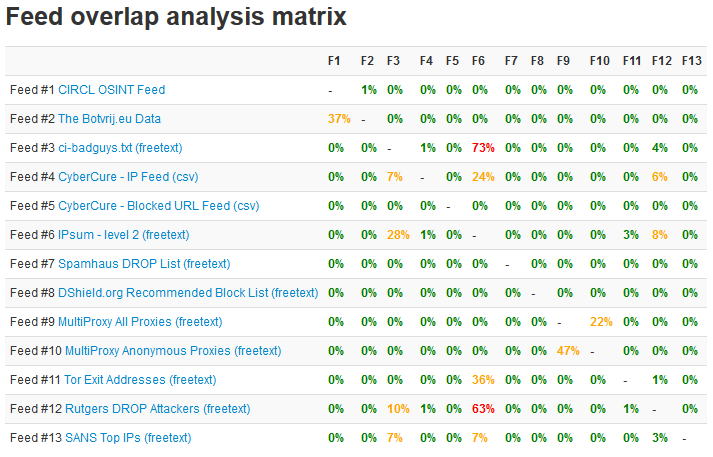 Feed overlap analysis matrix
F1 F2 F3 F4 F5 F6 F7 F8 F9 F10 F11 F12 F13
Feed #1 CIRCL OSINT Feed - 1% 0% 0% 0% 0% 0% 0% 0% 0% 0% 0% 0%
Feed #2 The Botvrij.eu Data 37% - 0% 0% 0% 0% 0% 0% 0% 0% 0% 0% 0%
Feed #3 ci-badguys.txt (freetext) 0% 0% - 1% 0% 73% 0% 0% 0% 0% 0% 4% 0%
Feed #4 CyberCure - IP Feed (csv) 0% 0% 7% - 0% 24% 0% 0% 0% 0% 0% 6% 0%
Feed #5 CyberCure - Blocked URL Feed (csv) 0% 0% 0% 0% - 0% 0% 0% 0% 0% 0% 0% 0%
Feed #6 IPsum - level 2 (freetext) 0% 0% 28% 1% 0% - 0% 0% 0% 0% 3% 8% 0%
Feed #7 Spamhaus DROP List (freetext) 0% 0% 0% 0% 0% 0% - 0% 0% 0% 0% 0% 0%
Feed #8 DShield.org Recommended Block List (freetext) 0% 0% 0% 0% 0% 0% 0% - 0% 0% 0% 0% 0%
Feed #9 MultiProxy All Proxies (freetext) 0% 0% 0% 0% 0% 0% 0% 0% - 22% 0% 0% 0%
Feed #10 MultiProxy Anonymous Proxies (freetext) 0% 0% 0% 0% 0% 0% 0% 0% 47% - 0% 0% 0%
Feed #11 Tor Exit Addresses (freetext) 0% 0% 0% 0% 0% 36% 0% 0% 0% 0% - 1% 0%
Feed #12 Rutgers DROP Attackers (freetext) 0% 0% 10% 1% 0% 63% 0% 0% 0% 0% 1% - 0%
Feed #13 SANS Top IPs (freetext) 0% 0% 7% 0% 0% 7% 0% 0% 0% 0% 0% 3% -